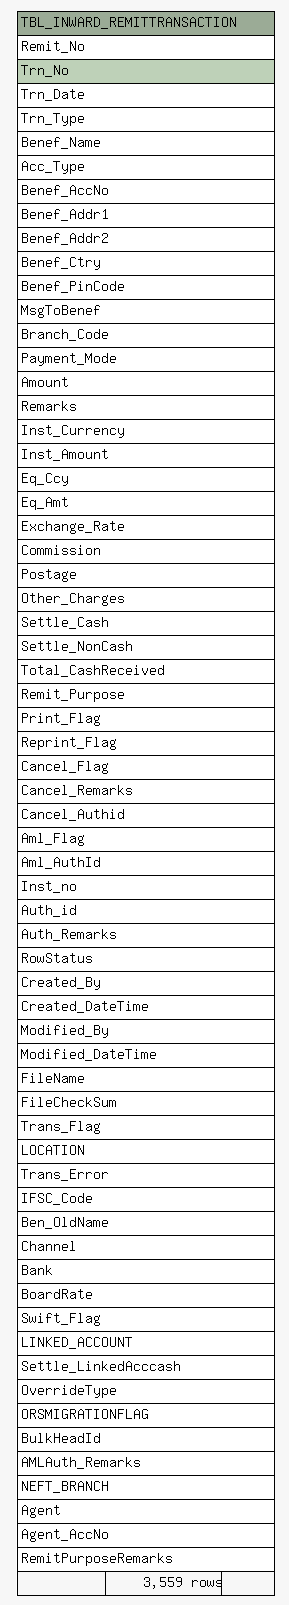 TBL_INWARD_REMITTRANSACTION
Remit_No
Trn_No
Trn_Date
Trn_Type
Benef_Name
Acc_Type
Benef_AccNo
Benef_Addr1
Benef_Addr2
Benef_Ctry
Benef_PinCode
MsgToBenef
Branch_Code
Payment_Mode
Amount
Remarks
Inst_Currency
Inst_Amount
Eq_Ccy
Eq_Amt
Exchange_Rate
Commission
Postage
Other_Charges
Settle_Cash
Settle_NonCash
Total_CashReceived
Remit_Purpose
Print_Flag
Reprint_Flag
Cancel_Flag
Cancel_Remarks
Cancel_Authid
Aml_Flag
Aml_AuthId
Inst_no
Auth_id
Auth_Remarks
RowStatus
Created_By
Created_DateTime
Modified_By
Modified_DateTime
FileName
FileCheckSum
Trans_Flag
LOCATION
Trans_Error
IFSC_Code
Ben_OldName
Channel
Bank
BoardRate
Swift_Flag
LINKED_ACCOUNT
Settle_LinkedAcccash
OverrideType
ORSMIGRATIONFLAG
BulkHeadId
AMLAuth_Remarks
NEFT_BRANCH
Agent
Agent_AccNo
RemitPurposeRemarks
3,559 rows